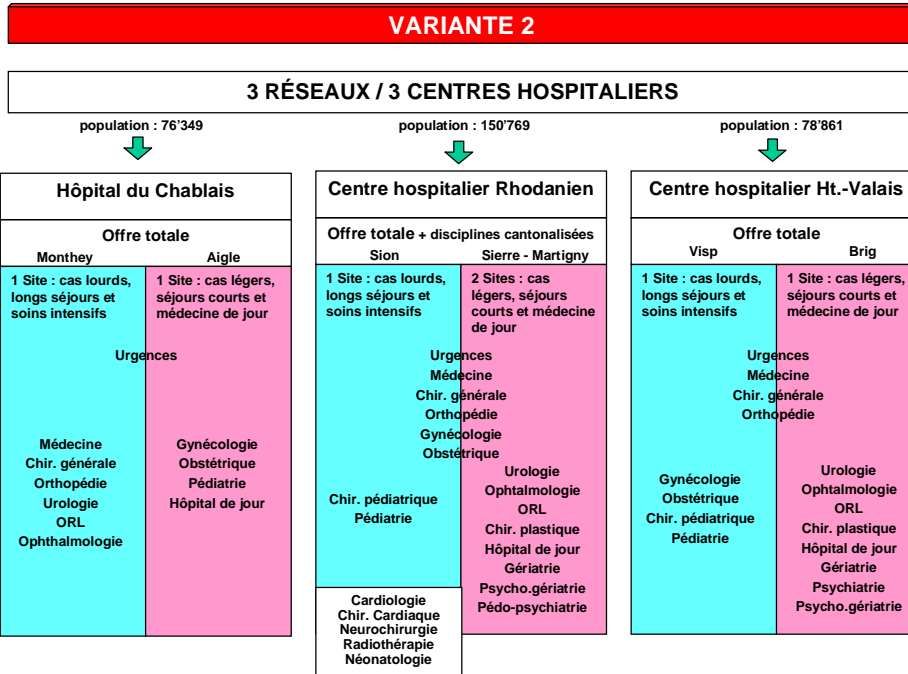 VARIANTE 2
3 RÉSEAUX / 3 CENTRES HOSPITALIERS
population : 76'349
population : 150'769
population : 78'861
Hôpital du Chablais
Offre totale
Monthey
Aigle
1 Site : cas lourds,
longs séjours et
soins intensifs
1 Site : cas légers,
séjours courts et
médecine de jour
Urgences
Médecine
Chir. générale
Orthopédie
Urologie
ORL
Ophthalmologie
Gynécologie
Obstétrique
Pédiatrie
Hôpital de jour
Centre hospitalier Rhodanien
Offre totale + disciplines cantonalisées
Sion
Sierre - Martigny
1 Site : cas lourds,
longs séjours et
soins intensifs
2 Sites : cas
légers, séjours
courts et médecine
de jour
Urgences
Médecine
Chir. générale
Orthopédie
Gynécologie
Obstétrique
Chir. pédiatrique
Pédiatrie
Urologie
Ophtalmologie
ORL
Chir. plastique
Hôpital de jour
Gériatrie
Psycho.gériatrie
Pédo-psychiatrie
Cardiologie
Chir. Cardiaque
Neurochirurgie
Radiothérapie
Néonatologie
Centre hospitalier Ht.-Valais
Offre totale
Visp
Brig
1 Site : cas lourds,
longs séjours et
soins intensifs
1 Site : cas légers,
séjours courts et
médecine de jour
Urgences
Médecine
Chir. générale
Orthopédie
Gynécologie
Obstétrique
Chir. pédiatrique
Pédiatrie
Urologie
Ophtalmologie
ORL
Chir. plastique
Hôpital de jour
Gériatrie
Psychiatrie
Psycho.gériatrie